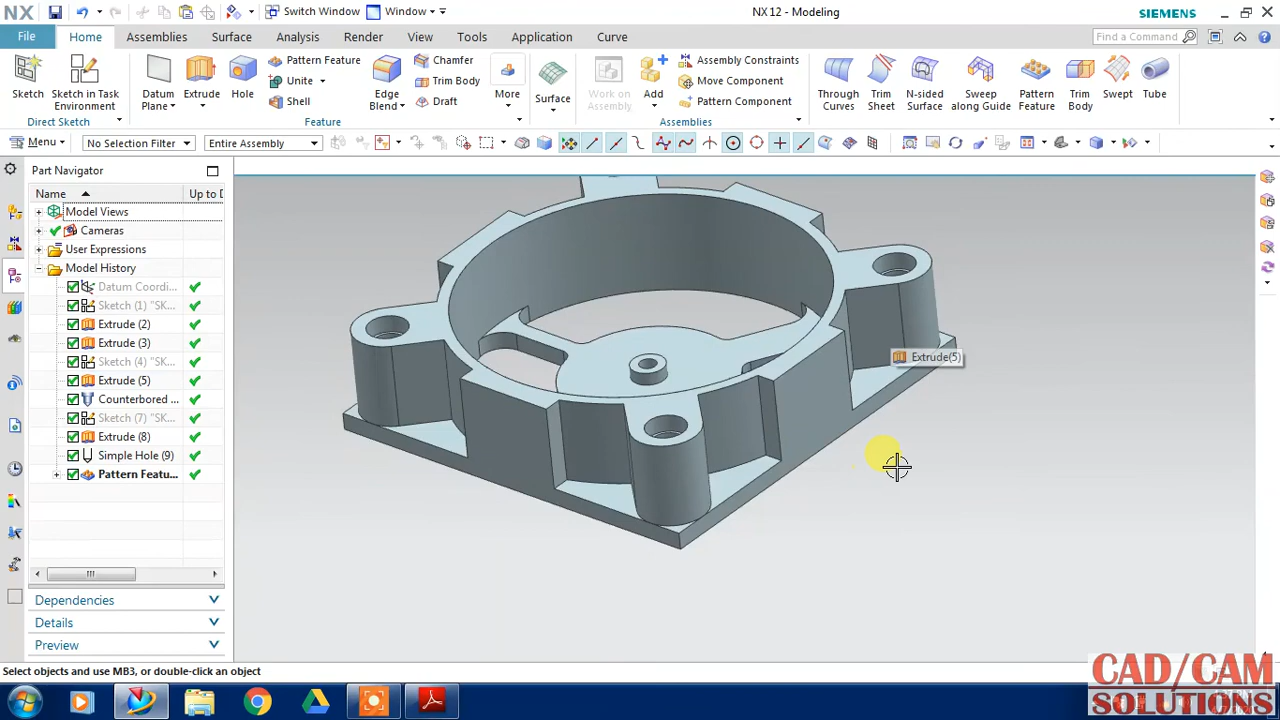 NX
Switch Window
Window
NX 12 - Modeling
SIEMENS
File
Home
Assemblies
Surface
Analysis
Render
View
Tools
Application
Curve
Find a Command
Sketch
Sketch in Task Environment
Direct Sketch
Datum Plane
Extrude
Hole
Pattern Feature
Unite
Shell
Edge Blend
Chamfer
Trim Body
Draft
More
Feature
Surface
Work on Assembly
Add
Assembly Constraints
Move Component
Pattern Component
Assemblies
Through Curves
Trim Sheet
N-sided Surface
Sweep along Guide
Pattern Feature
Trim Body
Swept
Tube
Menu
No Selection Filter
Entire Assembly
Part Navigator
Name
Up to D
Model Views
Cameras
User Expressions
Model History
Datum Coordi...
Sketch (1) "SK...
Extrude (2)
Extrude (3)
Sketch (4) "SK...
Extrude (5)
Counterbored ...
Sketch (7) "SK...
Extrude (8)
Simple Hole (9)
Pattern Featu...
Dependencies
Details
Preview
Extrude(5)
Select objects and use MB3, or double-click an object
CAD/CAM
SOLUTIONS